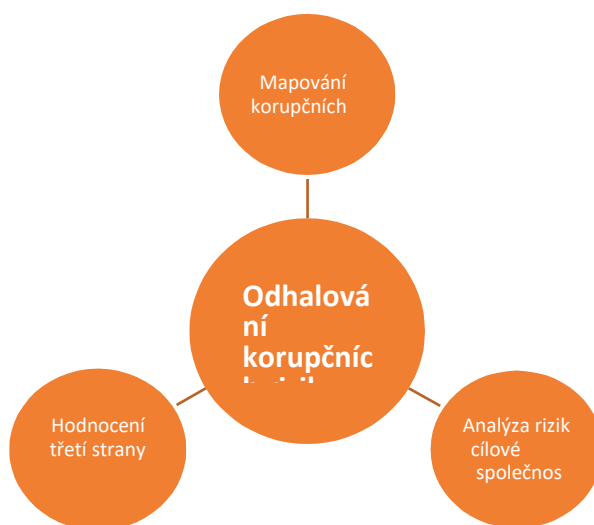 Mapování
korupčních
Odhalová
ní
korupčníc
Hodnocení
třetí strany
Analýza rizik
cílové
společnos